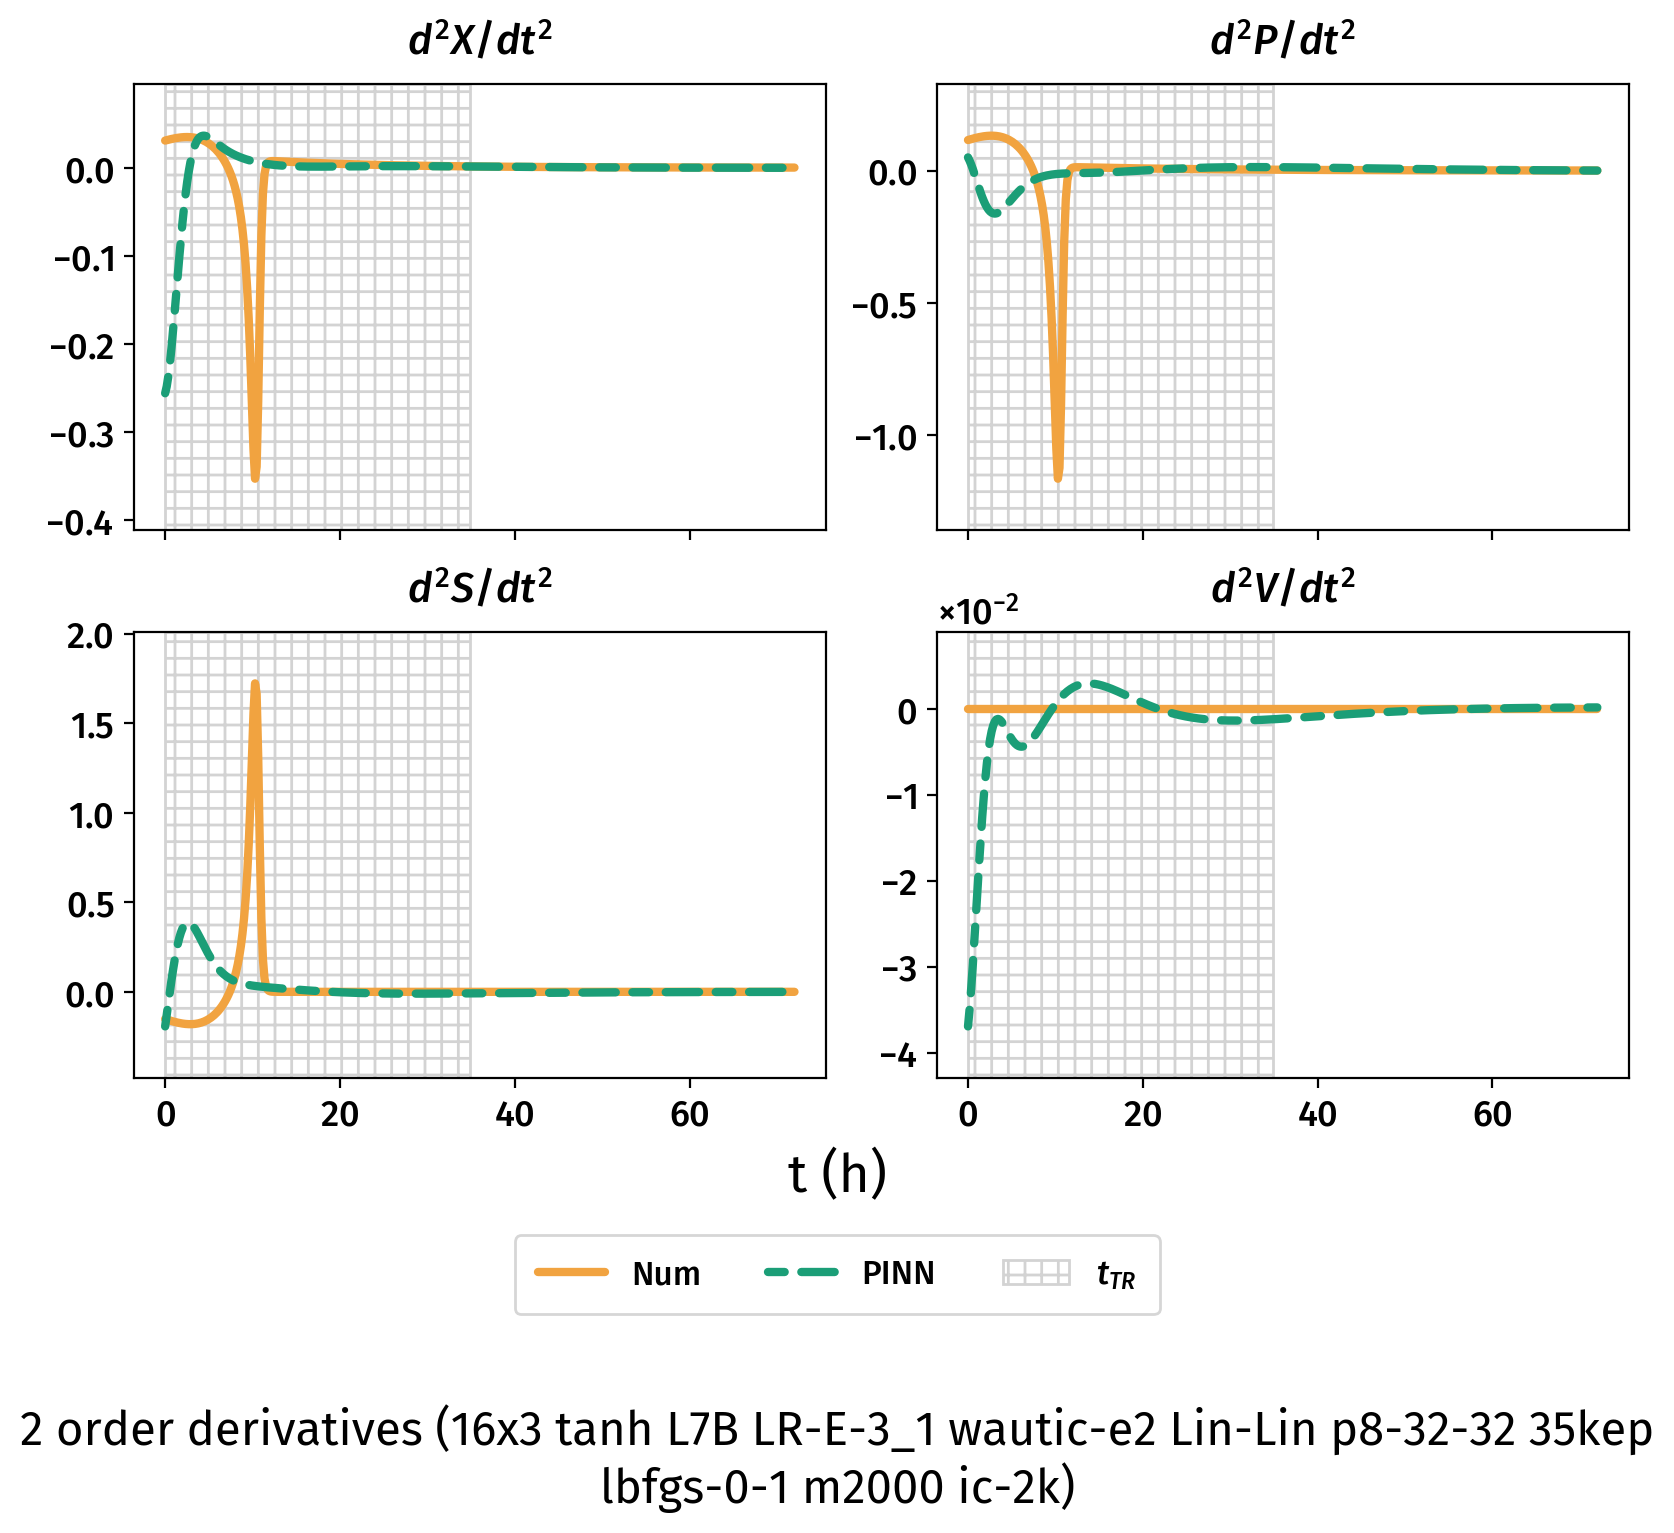 d²X/dt²
d²P/dt²
0.0
−0.1
−0.2
−0.3
−0.4
0.0
−0.5
−1.0
d²S/dt²
d²V/dt²
×10⁻²
2.0
1.5
1.0
0.5
0.0
0
−1
−2
−3
−4
0 20 40 60
0 20 40 60
t (h)
Num PINN t_TR
2 order derivatives (16x3 tanh L7B LR-E-3_1 wautic-e2 Lin-Lin p8-32-32 35kep
lbfgs-0-1 m2000 ic-2k)